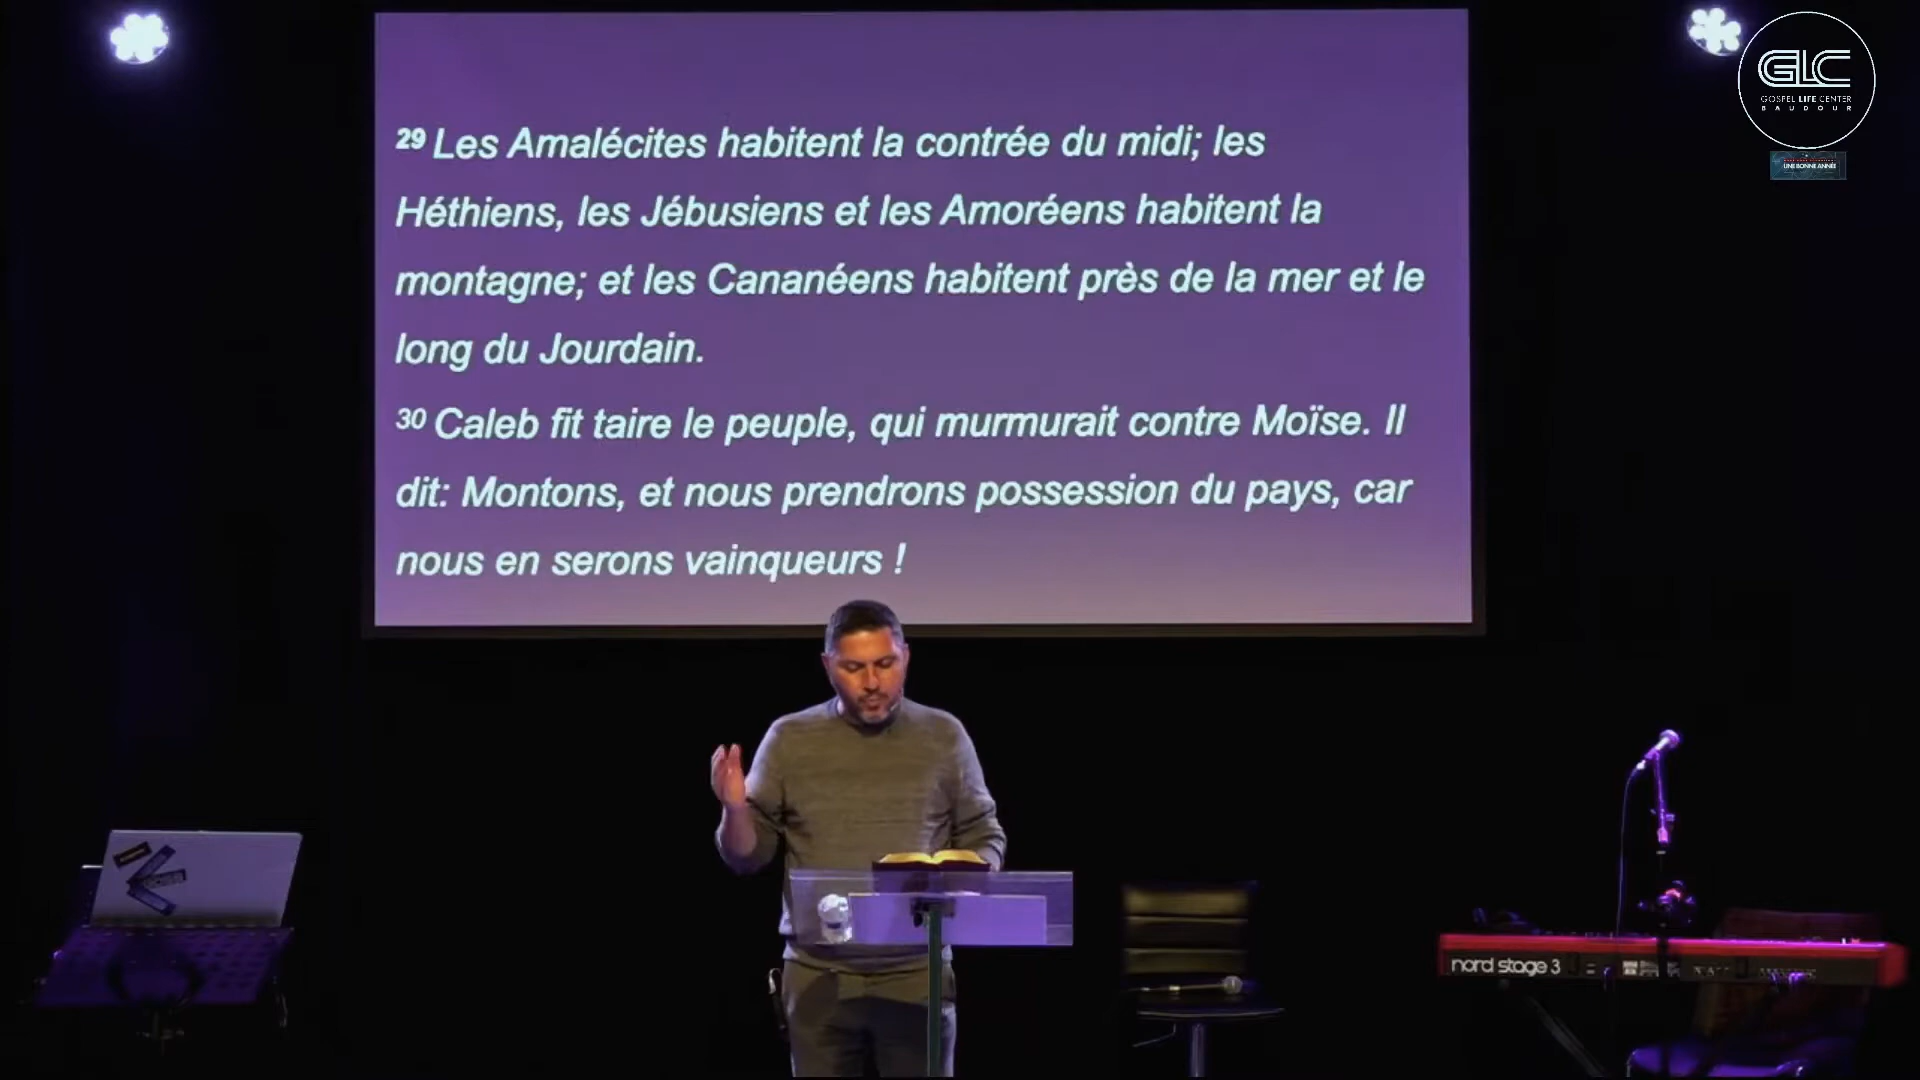 GLC
GOSPEL LIFE CENTER
BAUDOUR
UNE BONNE ANNÉE
29 Les Amalécites habitent la contrée du midi; les
Héthiens, les Jébusiens et les Amoréens habitent la
montagne; et les Cananéens habitent près de la mer et le
long du Jourdain.
30 Caleb fit taire le peuple, qui murmurait contre Moïse. Il
dit: Montons, et nous prendrons possession du pays, car
nous en serons vainqueurs !
nord stage 3